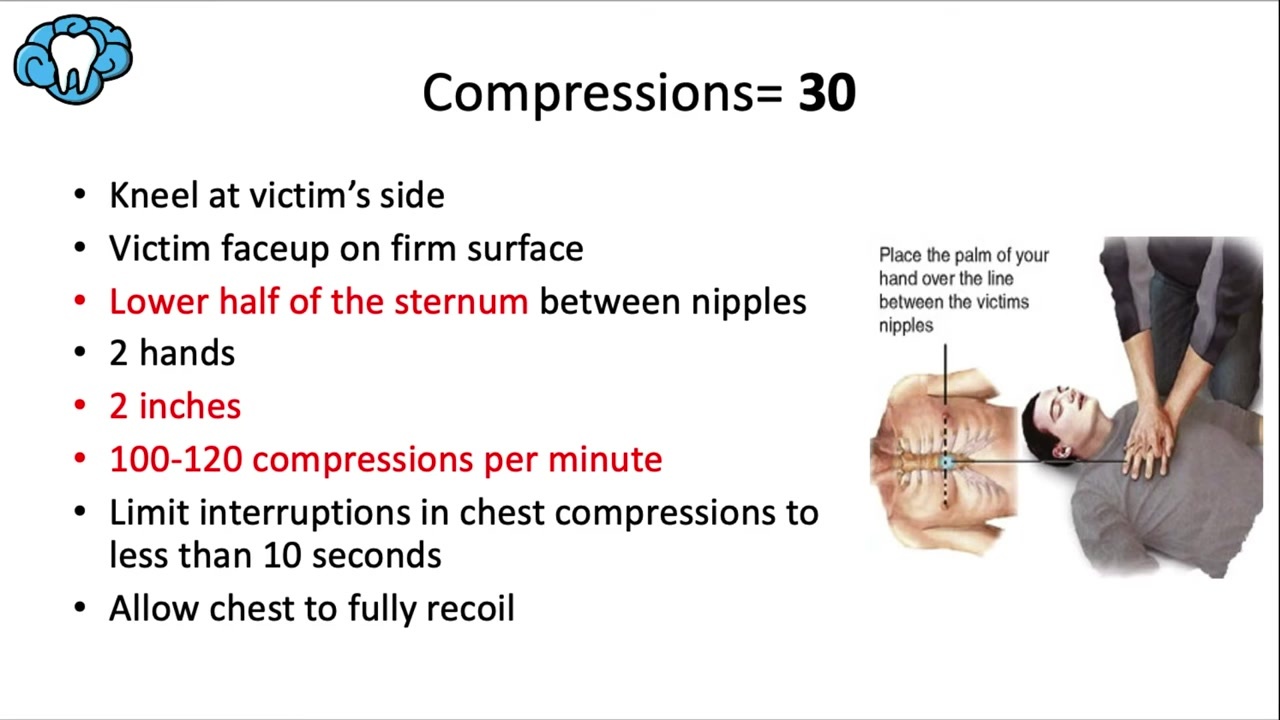 Compressions= 30
• Kneel at victim’s side
• Victim faceup on firm surface
• Lower half of the sternum between nipples
• 2 hands
• 2 inches
• 100-120 compressions per minute
• Limit interruptions in chest compressions to
less than 10 seconds
• Allow chest to fully recoil
Place the palm of your
hand over the line
between the victims
nipples